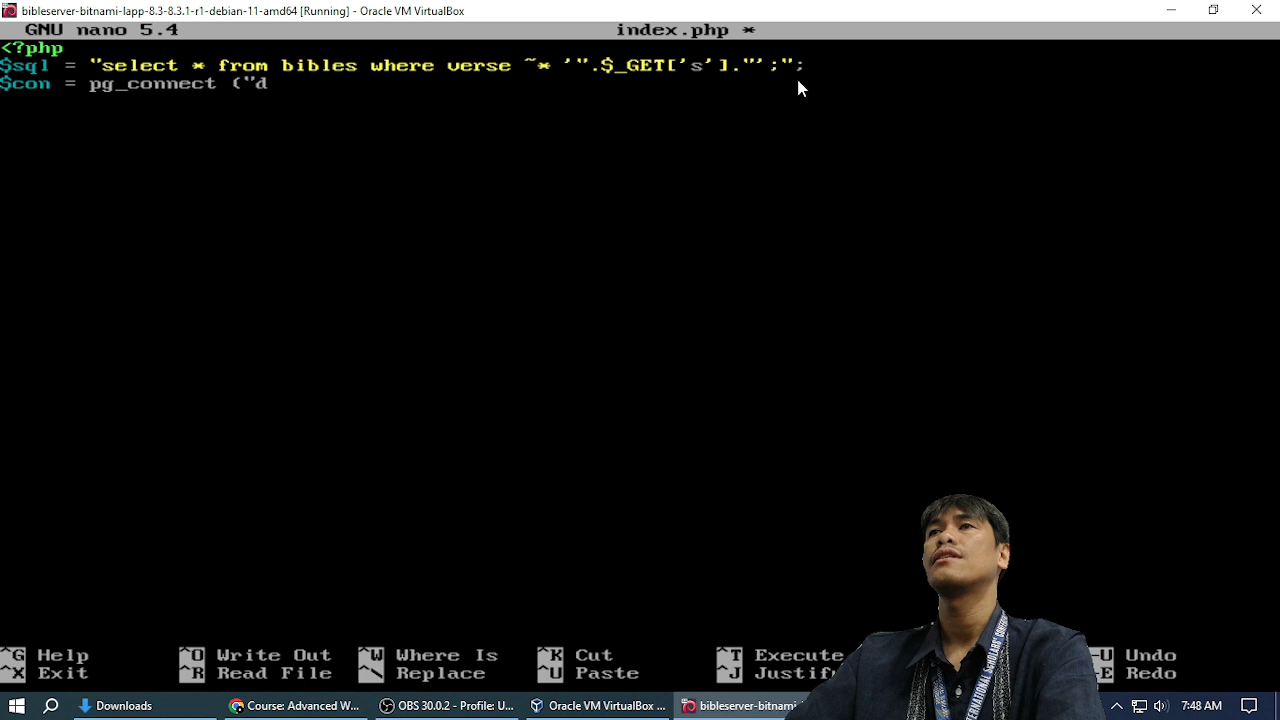 bibleserver-bitnami-lapp-8.3-8.3.1-r1-debian-11-amd64 [Running] - Oracle VM VirtualBox
GNU nano 5.4 index.php *
<?php
$sql = "select * from bibles where verse ~* '".$_GET['s']."';";
$con = pg_connect ("d
^G Help ^O Write Out ^W Where Is ^K Cut ^T Execute -U Undo
^X Exit ^R Read File ^\ Replace ^U Paste ^J Justify -E Redo
Downloads Course: Advanced W... OBS 30.0.2 - Profile: U... Oracle VM VirtualBox ... bibleserver-bitnami- 7:48 AM